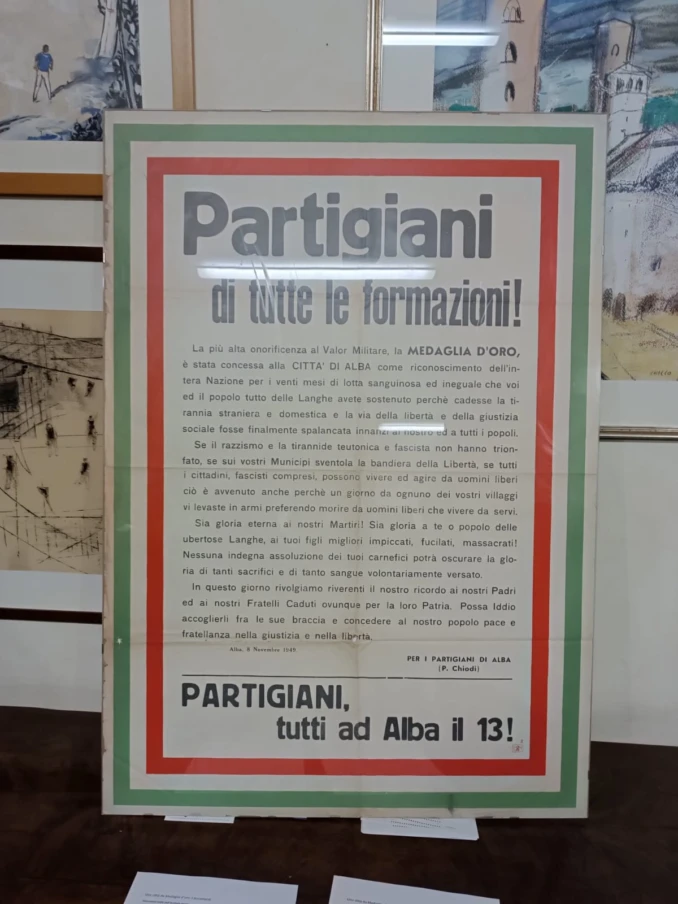 Partigiani
di tutte le formazioni!
La più alta onorificenza al Valor Militare, la MEDAGLIA D'ORO,
è stata concessa alla CITTA' DI ALBA come riconoscimento dell'in-
tera Nazione per i venti mesi di lotta sanguinosa ed ineguale che voi
ed il popolo tutto delle Langhe avete sostenuto perchè cadesse la ti-
rannia straniera e domestica e la via della libertà e della giustizia
sociale fosse finalmente spalancata innanzi al nostro ed a tutti i popoli.
Se il razzismo e la tirannide teutonica e fascista non hanno trion-
fato, se sui vostri Municipi sventola la bandiera della Libertà, se tutti
i cittadini, fascisti compresi, possono vivere ed agire da uomini liberi
ciò è avvenuto anche perchè un giorno da ognuno dei vostri villaggi
vi levaste in armi preferendo morire da uomini liberi che vivere da servi.
Sia gloria eterna ai nostri Martiri! Sia gloria a te o popolo delle
ubertose Langhe, ai tuoi figli migliori impiccati, fucilati, massacrati!
Nessuna indegna assoluzione dei tuoi carnefici potrà oscurare la glo-
ria di tanti sacrifici e di tanto sangue volontariamente versato.
In questo giorno rivolgiamo riverenti il nostro ricordo ai nostri Padri
ed ai nostri Fratelli Caduti ovunque per la loro Patria. Possa Iddio
accoglierli fra le sue braccia e concedere al nostro popolo pace e
fratellanza nella giustizia e nella libertà.
Alba, 8 Novembre 1949.
PER I PARTIGIANI DI ALBA
(P. Chiodi)
PARTIGIANI,
tutti ad Alba il 13!